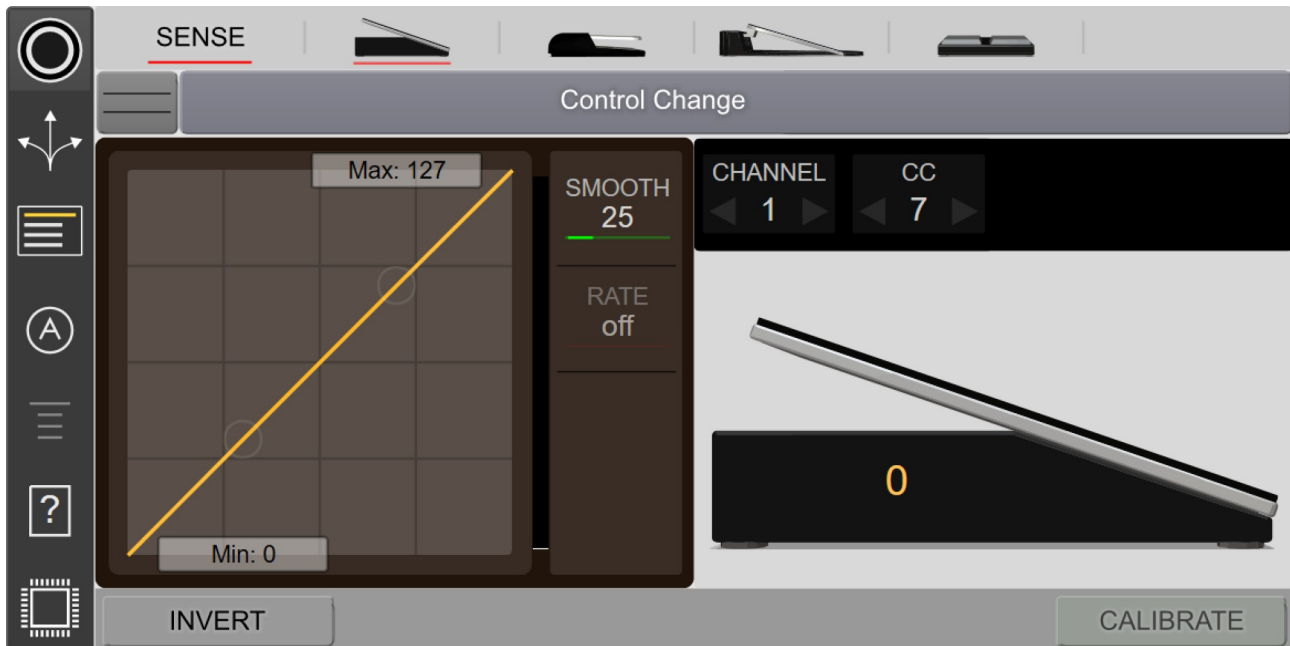 SENSE
Control Change
Max: 127
Min: 0
SMOOTH
25
RATE
off
CHANNEL
1
CC
7
0
A
?
INVERT
CALIBRATE